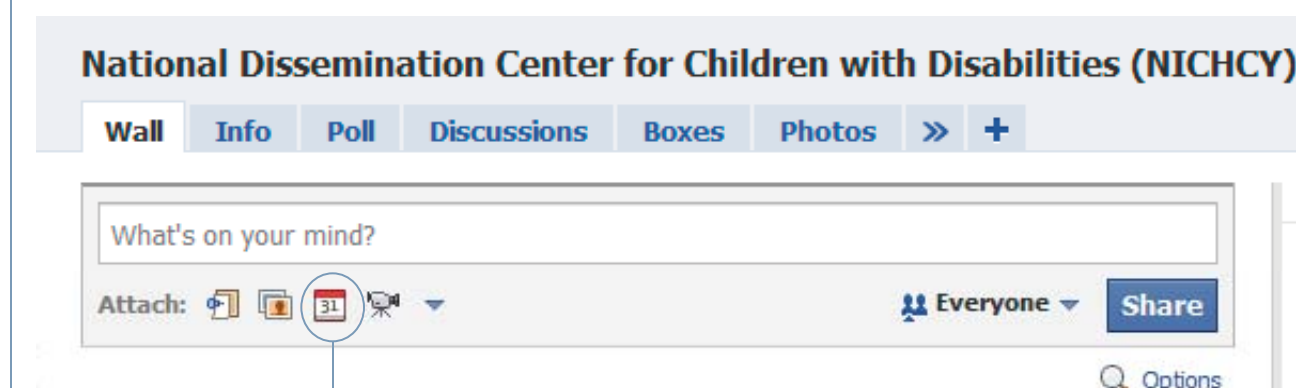 National Dissemination Center for Children with Disabilities (NICHCY)
Wall Info Poll Discussions Boxes Photos » +
What's on your mind?
Attach: 31 Everyone Share
Options